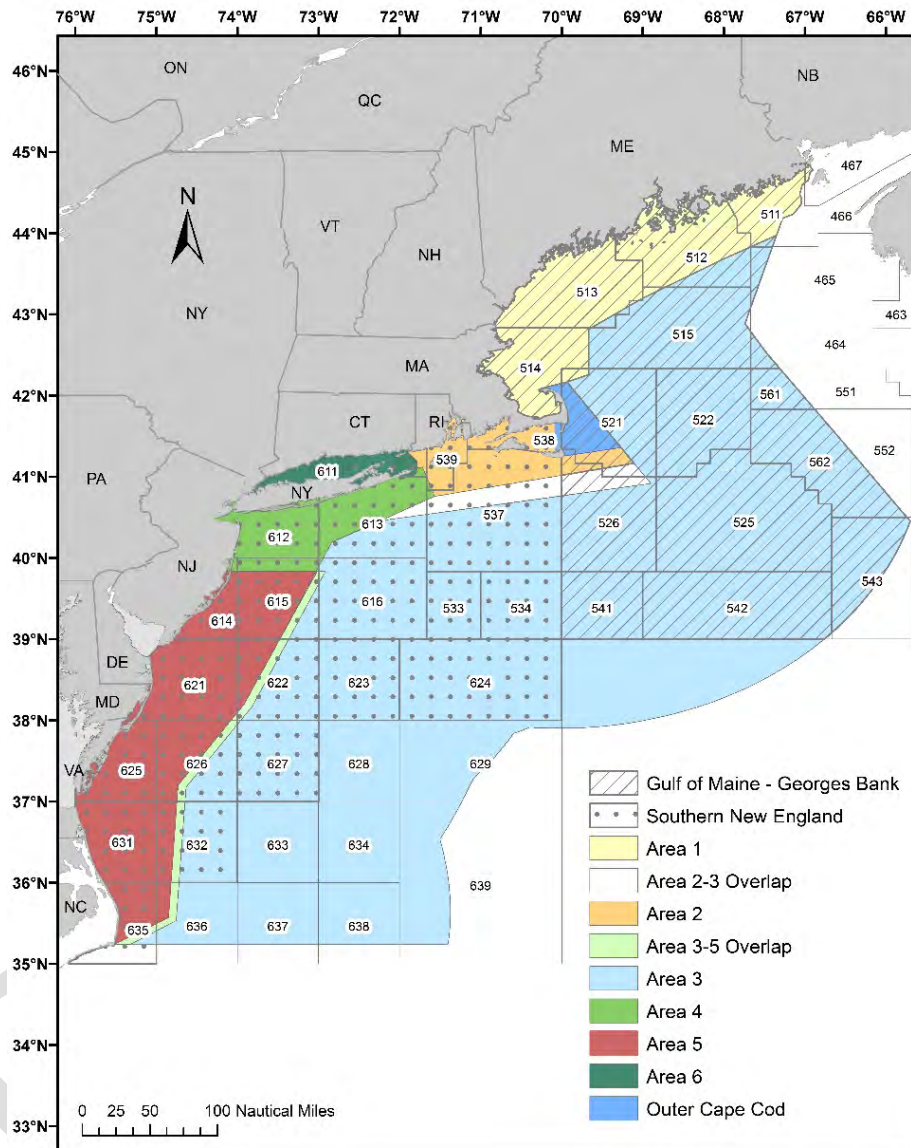 76°W 75°W 74°W 73°W 72°W 71°W 70°W 69°W 68°W 67°W 66°W
46°N
ON
NB
QC
ME
45°N
467
N
511
466
VT
44°N
NH
512
465
513
43°N
NY
463
515
464
MA
514
42°N
551
561
CT
RI
538
521
522
552
539
41°N
611
562
PA
NY
537
526
525
613
612
40°N
543
NJ
615
616
533
534
541
542
614
39°N
DE
621
622
623
624
MD
38°N
626
627
628
629
VA
625
37°N
631
632
633
634
36°N
639
NC
635
636
637
638
35°N
34°N
33°N
Gulf of Maine - Georges Bank
Southern New England
Area 1
Area 2-3 Overlap
Area 2
Area 3-5 Overlap
Area 3
Area 4
Area 5
Area 6
Outer Cape Cod
0 25 50 100 Nautical Miles